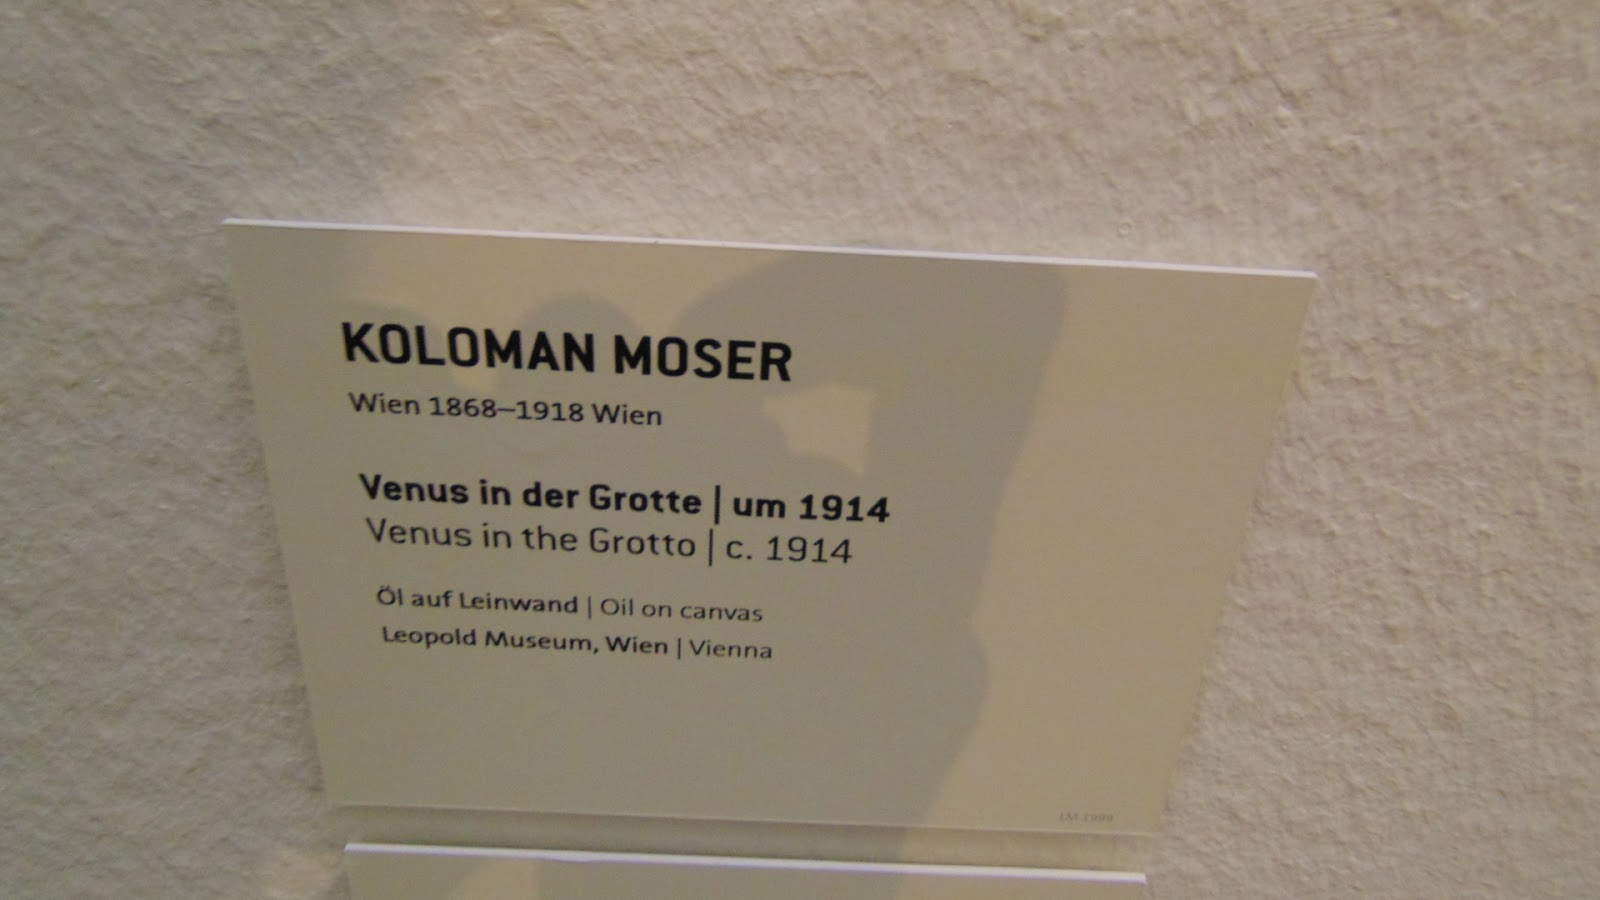 KOLOMAN MOSER
Wien 1868–1918 Wien
Venus in der Grotte | um 1914
Venus in the Grotto | c. 1914
Öl auf Leinwand | Oil on canvas
Leopold Museum, Wien | Vienna